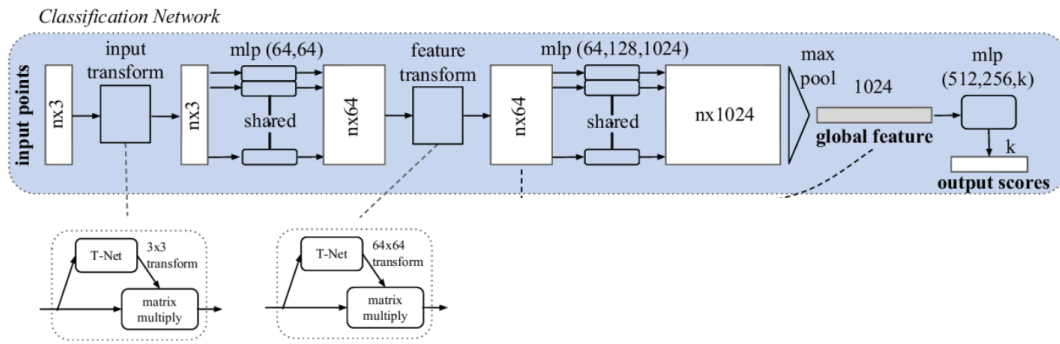 Classification Network
input points
nx3
input
transform
nx3
mlp (64,64)
shared
nx64
feature
transform
nx64
mlp (64,128,1024)
shared
nx1024
max
pool
1024
global feature
mlp
(512,256,k)
k
output scores
T-Net
3x3
transform
matrix
multiply
T-Net
64x64
transform
matrix
multiply